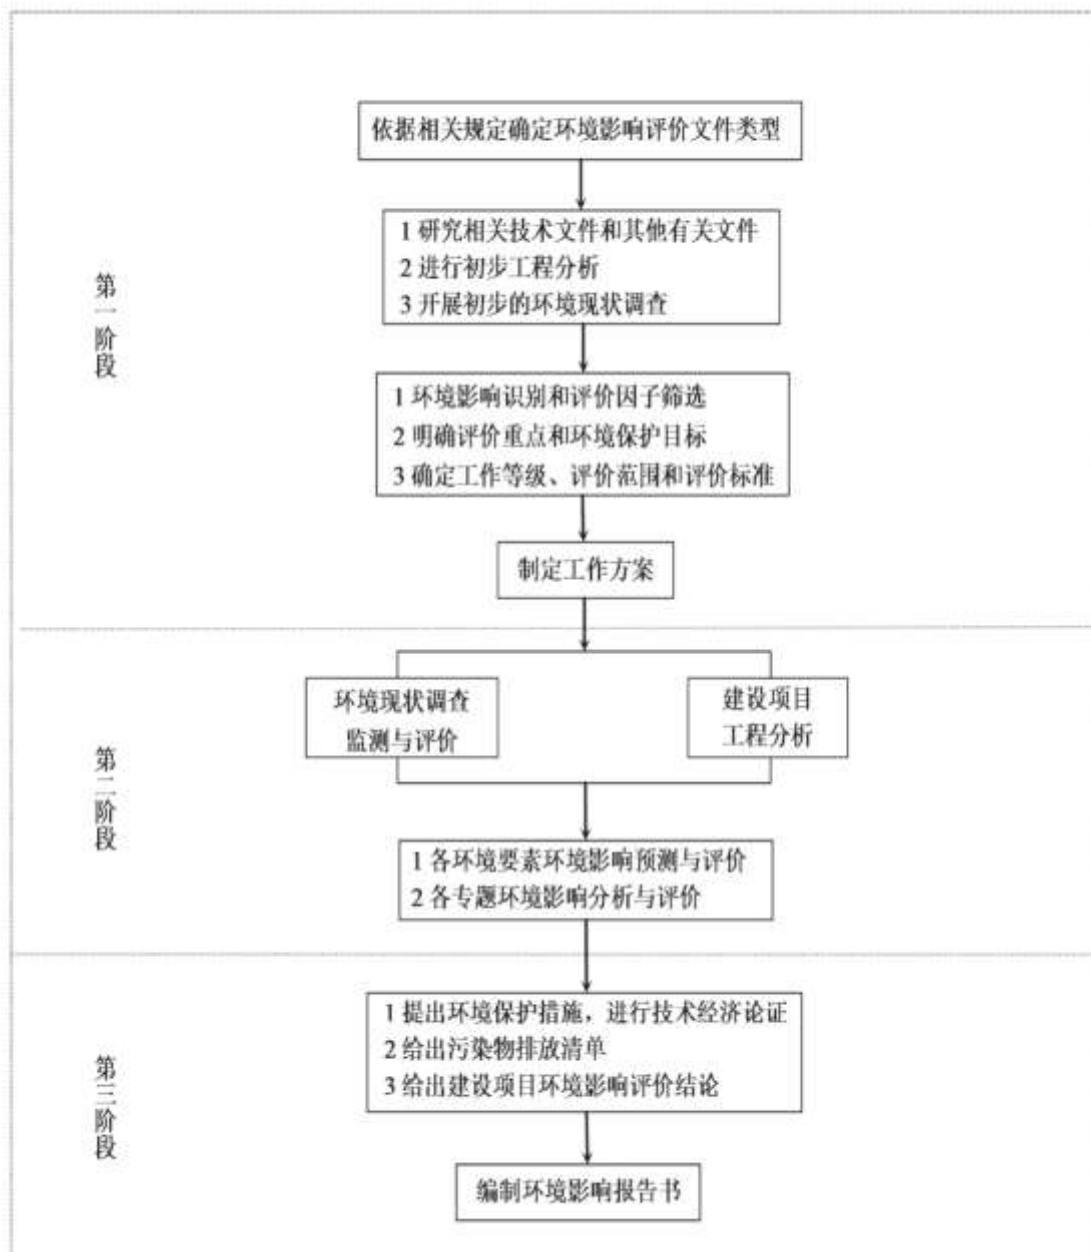 依据相关规定确定环境影响评价文件类型
1 研究相关技术文件和其他有关文件
2 进行初步工程分析
3 开展初步的环境现状调查
第一阶段
1 环境影响识别和评价因子筛选
2 明确评价重点和环境保护目标
3 确定工作等级、评价范围和评价标准
制定工作方案
环境现状调查
监测与评价
建设项目
工程分析
第二阶段
1 各环境要素环境影响预测与评价
2 各专题环境影响分析与评价
1 提出环境保护措施，进行技术经济论证
2 给出污染物排放清单
3 给出建设项目环境影响评价结论
第三阶段
编制环境影响报告书